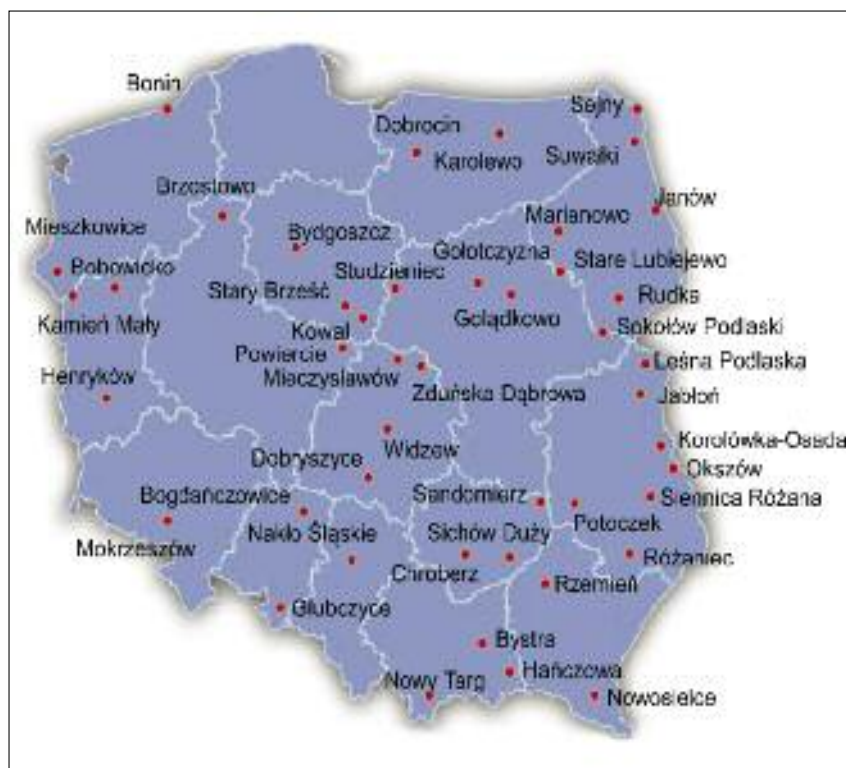 Bonin
Sejny
Dobrocin
Karolewo
Suwałki
Brzostowo
Janów
Marianowo
Mieszkowice
Bydgoszcz
Gołotczyzna
Bobowicko
Studzieniec
Stare Lubiejewo
Stary Brześć
Rudka
Kamień Mały
Kowal
Golądkowo
Sokołów Podlaski
Powiercie
Mieczysławów
Leśna Podlaska
Henryków
Zduńska Dąbrowa
Jabłoń
Widzew
Korolówka-Osada
Dobryszyce
Okszów
Bogdańczowice
Sandomierz
Siennica Różana
Nakło Śląskie
Sichów Duży
Potoczek
Mokrzeszów
Chroberz
Różaniec
Rzemień
Głubczyce
Bystra
Hańczowa
Nowy Targ
Nowosielce